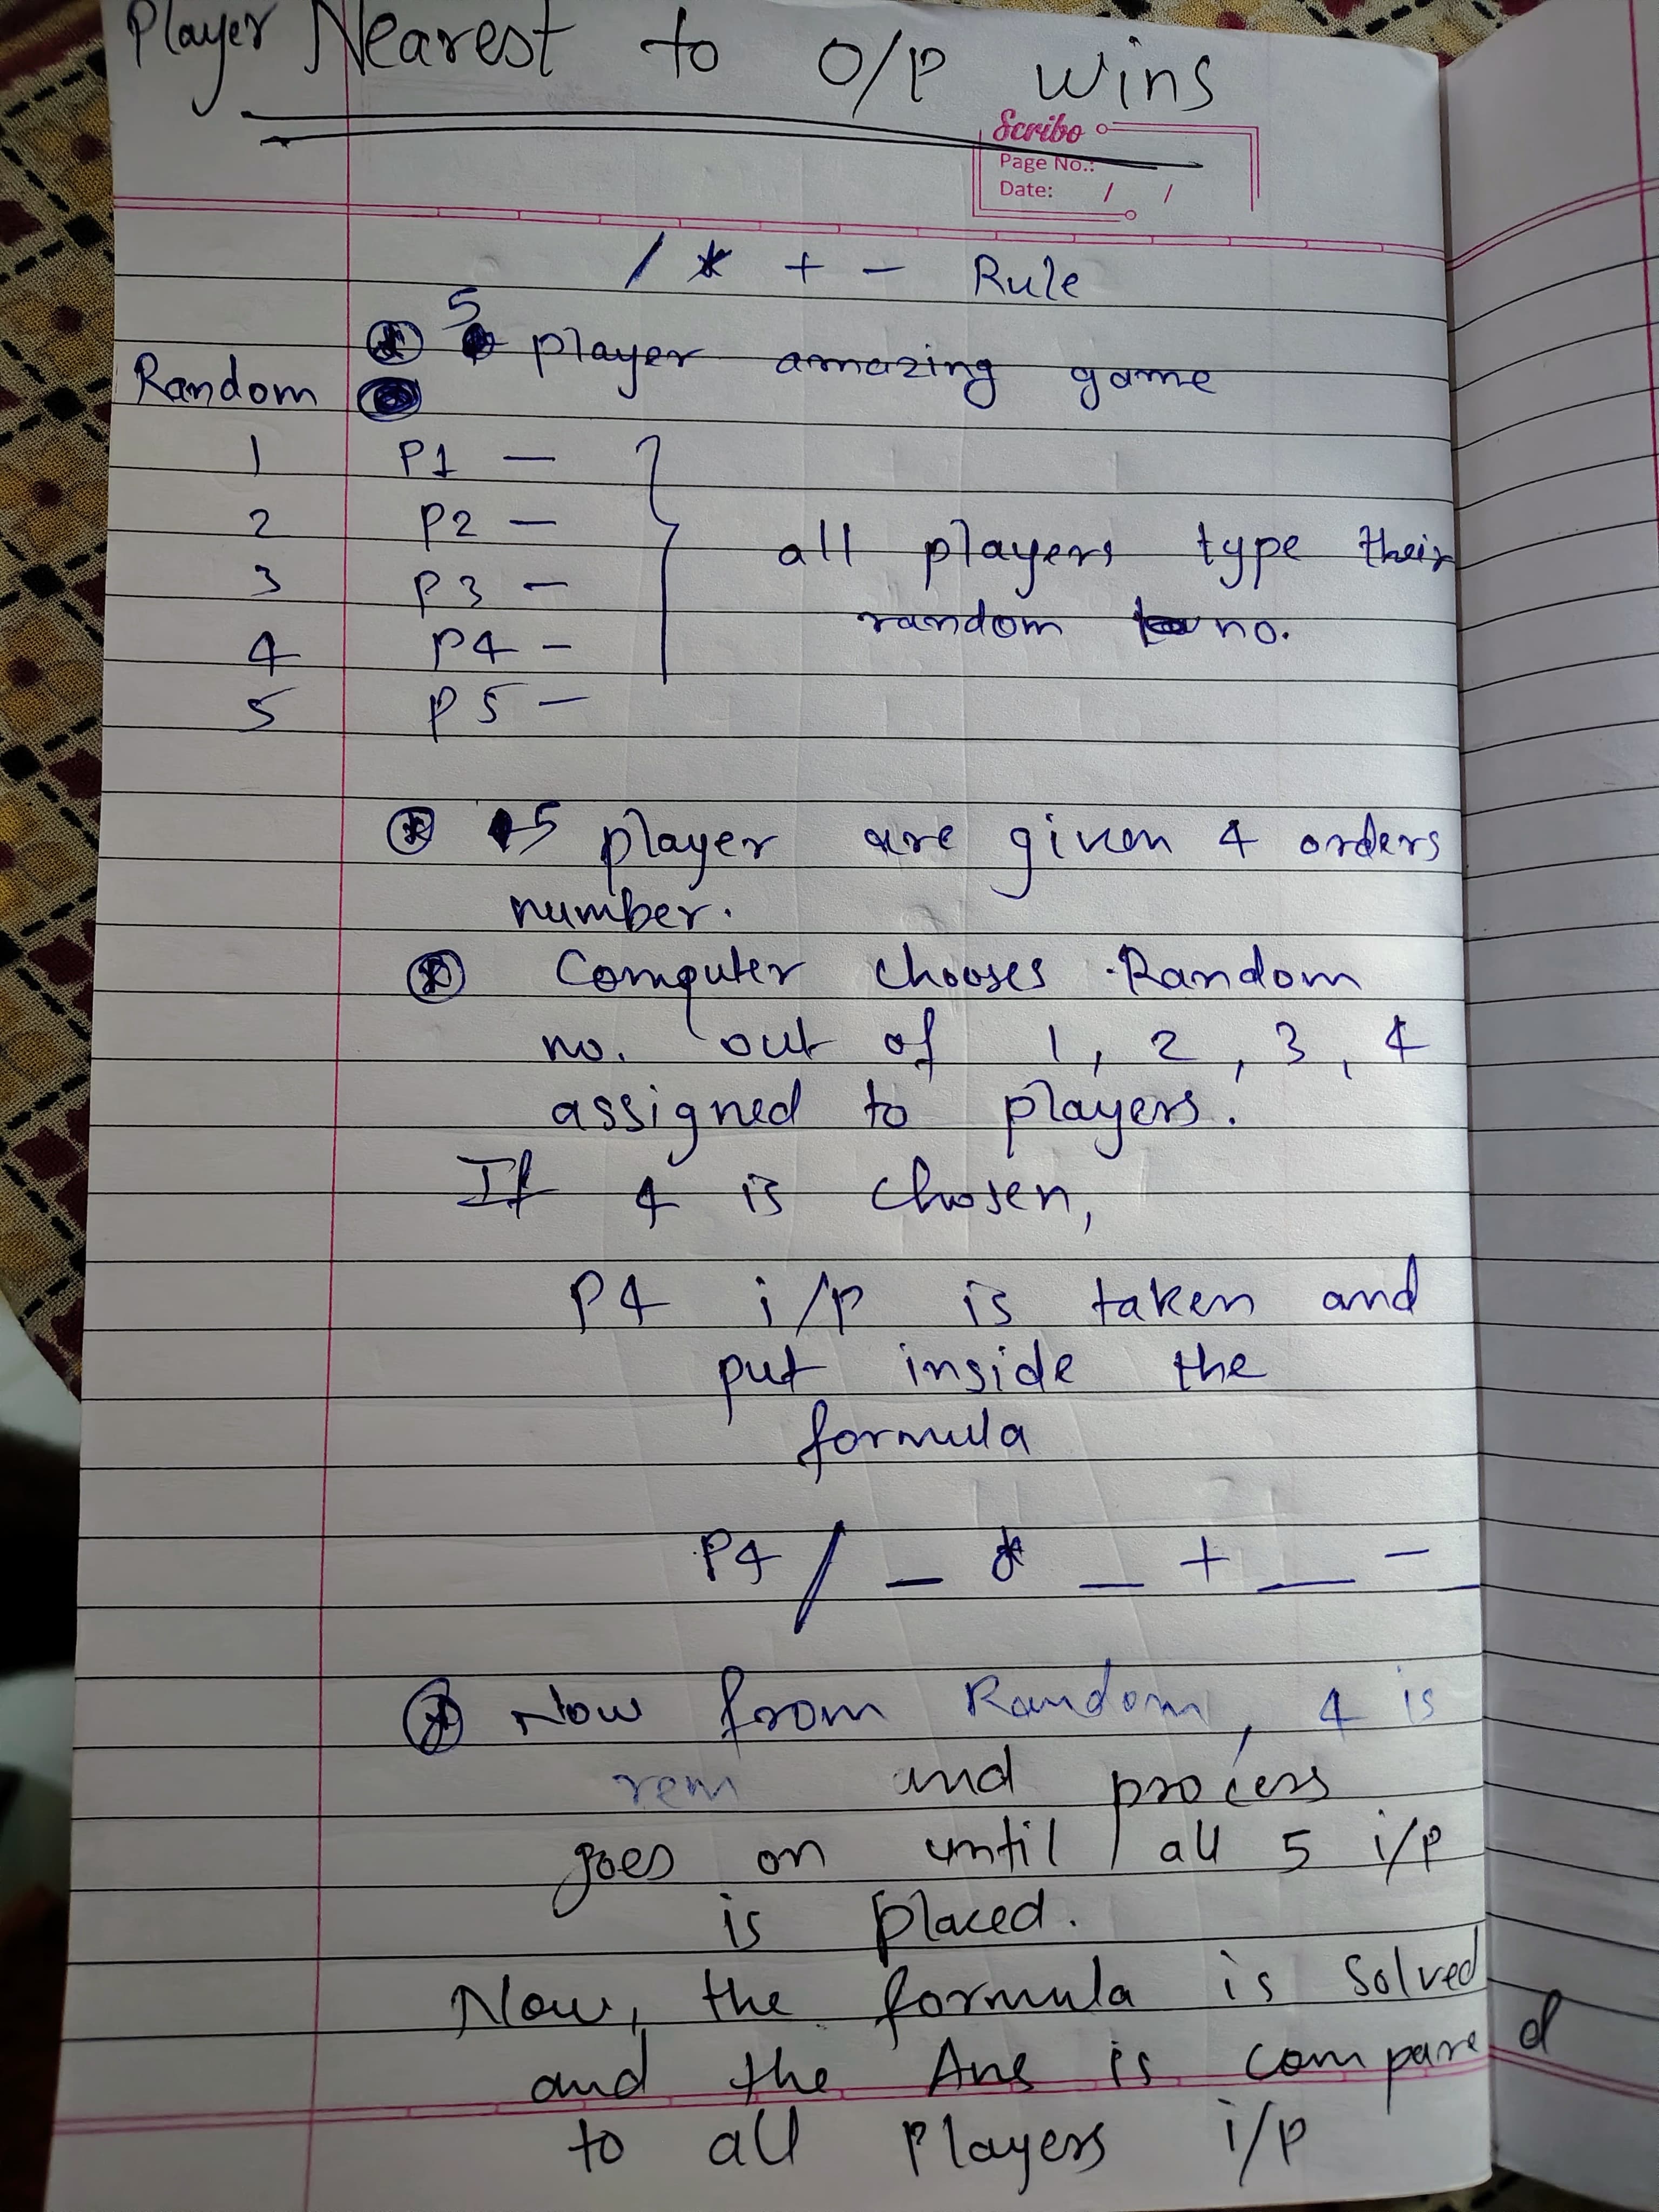 Player Nearest to O/P wins
Scribo
Page No.:
Date: / /
/ * + - Rule
5 player amazing game
Random
1 P1 -
2 P2 -
3 P3 -
4 P4 -
5 P5 -
all players type their
random no.
5 player are given 4 orders
number.
Computer chooses Random
no. out of 1, 2, 3, 4
assigned to players.
If 4 is chosen,
P4 i/p is taken and
put inside the
formula
P4 / _ * _ + _ - _
Now from Random, 4 is
rem and process
goes on until all 5 i/p
is placed.
Now, the formula is solved
and the Ans is compared
to all Players i/p